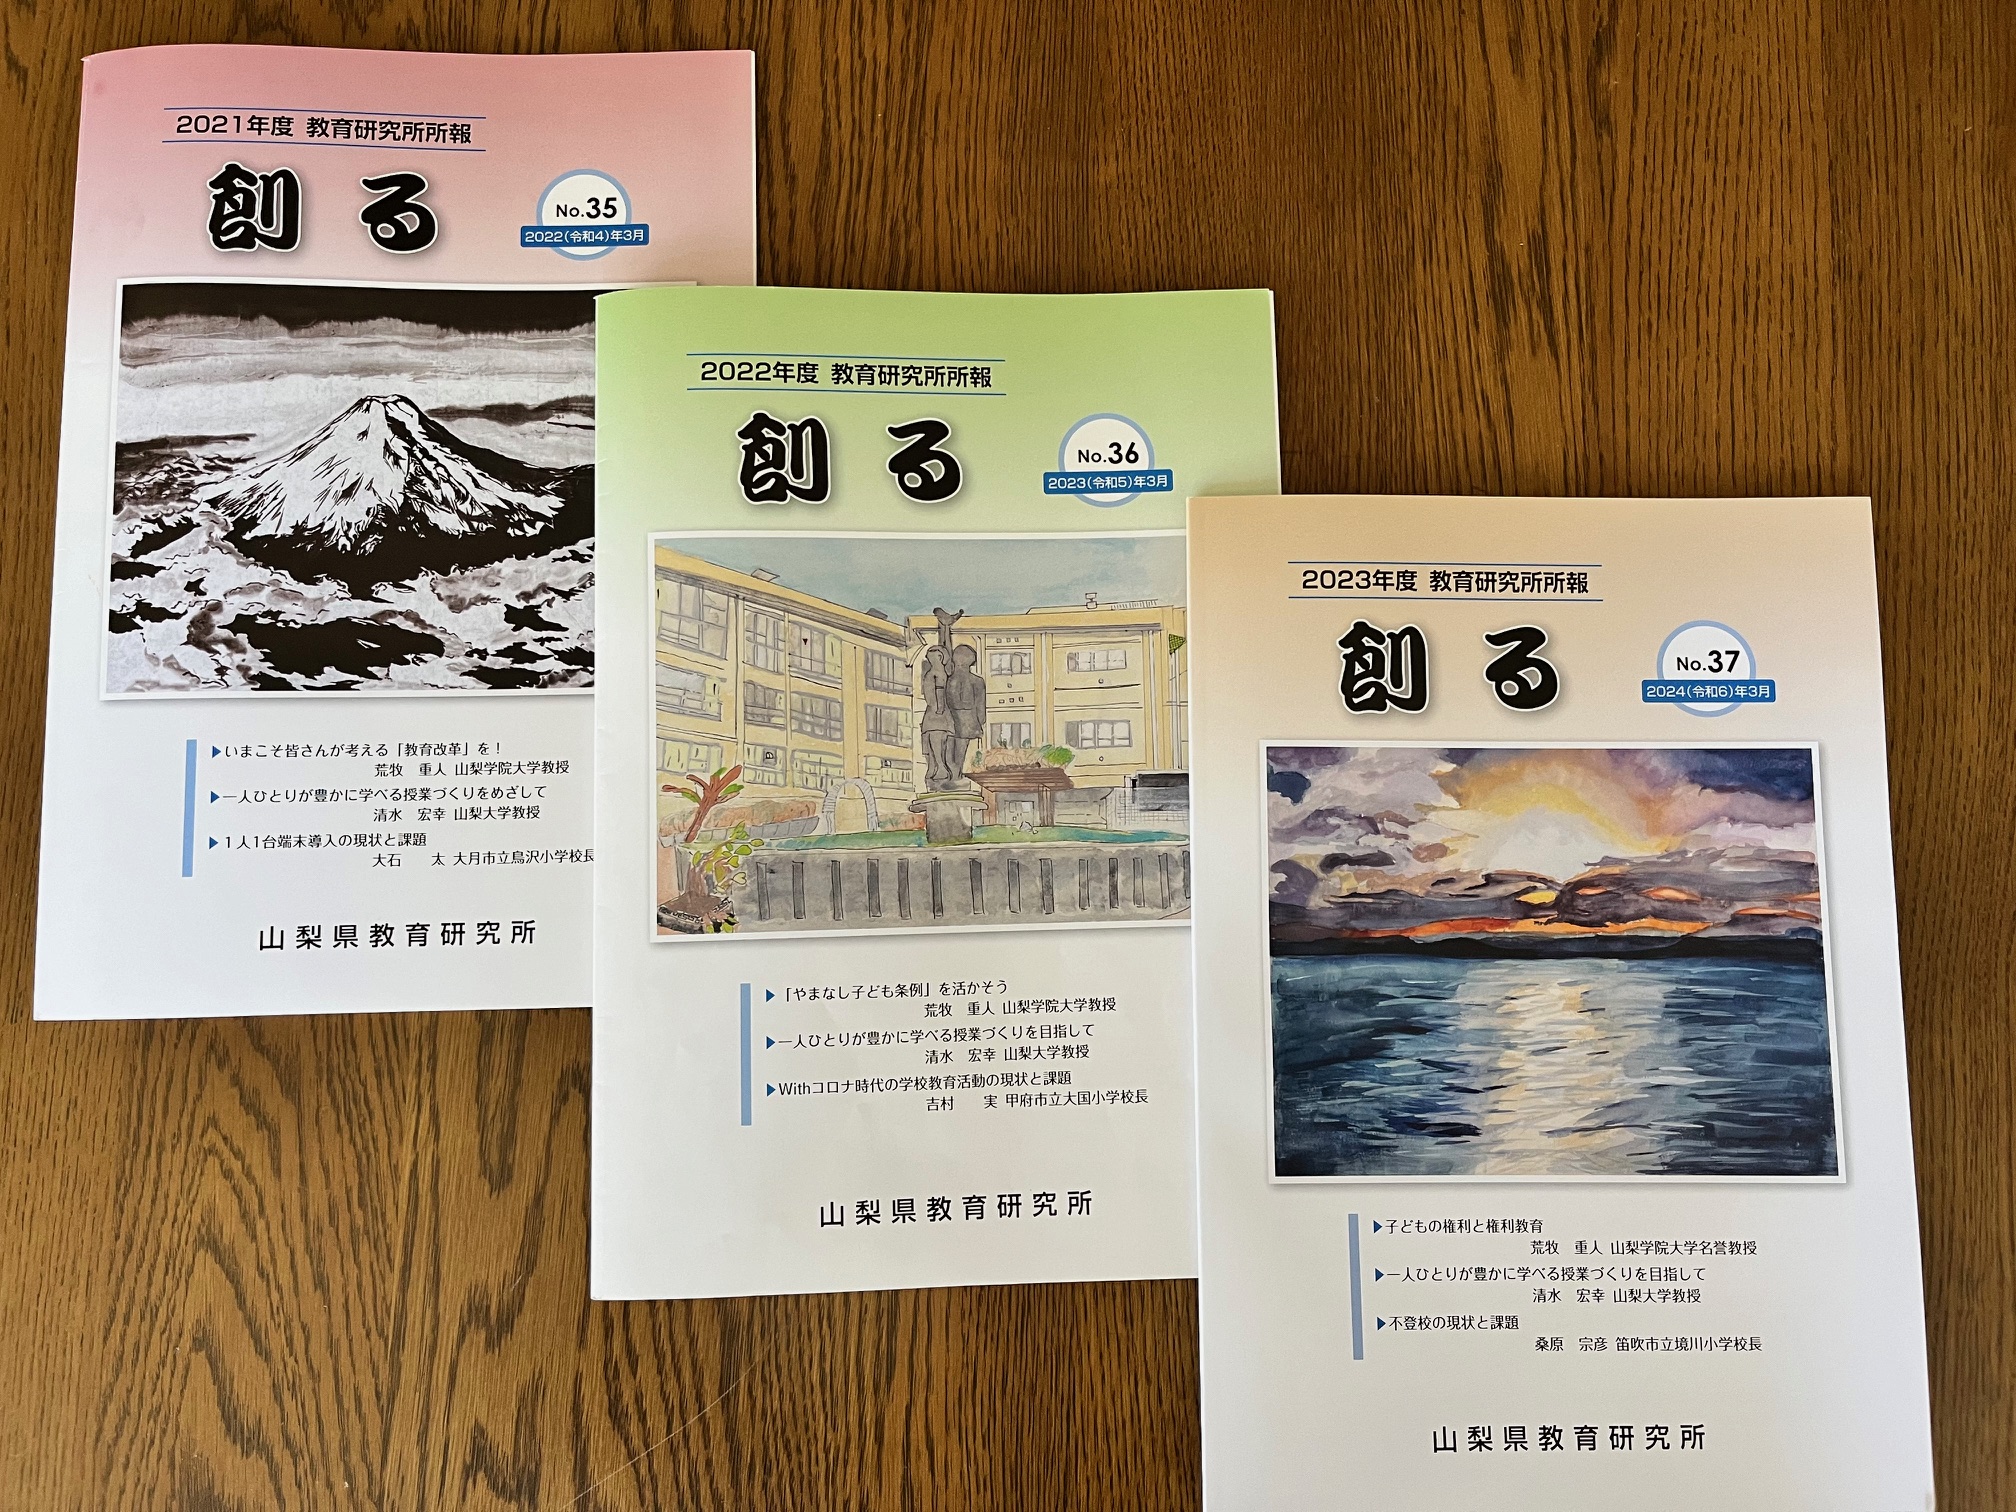 2021年度 教育研究所所報
創る
No.35
2022(令和4)年3月
▶いまこそ皆さんが考える「教育改革」を!
荒牧 重人 山梨学院大学教授
▶一人ひとりが豊かに学べる授業づくりをめざして
清水 宏幸 山梨大学教授
▶1人1台端末導入の現状と課題
大石 太 大月市立鳥沢小学校長
山梨県教育研究所
2022年度 教育研究所所報
創る
No.36
2023(令和5)年3月
▶「やまなし子ども条例」を活かそう
荒牧 重人 山梨学院大学教授
▶一人ひとりが豊かに学べる授業づくりを目指して
清水 宏幸 山梨大学教授
▶Withコロナ時代の学校教育活動の現状と課題
吉村 実 甲府市立大国小学校長
山梨県教育研究所
2023年度 教育研究所所報
創る
No.37
2024(令和6)年3月
▶子どもの権利と権利教育
荒牧 重人 山梨学院大学名誉教授
▶一人ひとりが豊かに学べる授業づくりを目指して
清水 宏幸 山梨大学教授
▶不登校の現状と課題
桑原 宗彦 笛吹市立境川小学校長
山梨県教育研究所